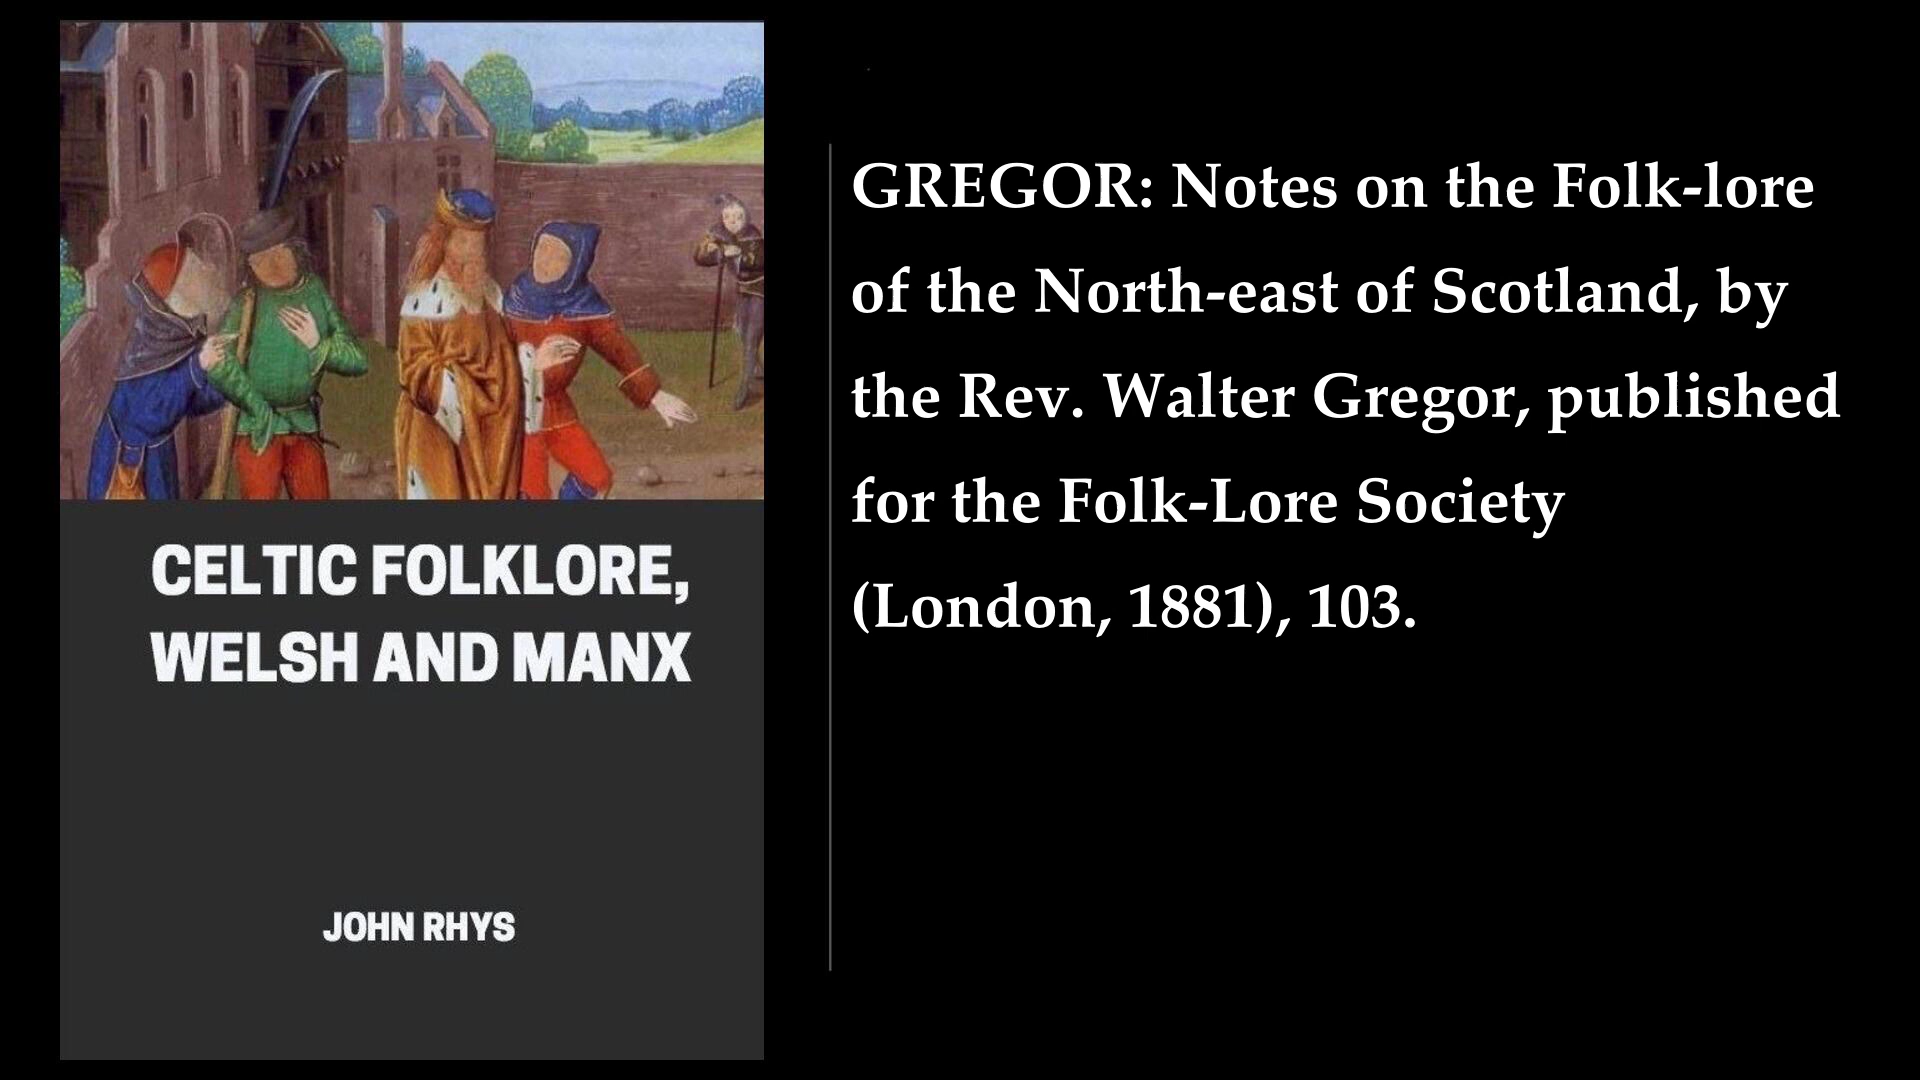 CELTIC FOLKLORE,
WELSH AND MANX
JOHN RHYS
GREGOR: Notes on the Folk-lore
of the North-east of Scotland, by
the Rev. Walter Gregor, published
for the Folk-Lore Society
(London, 1881), 103.